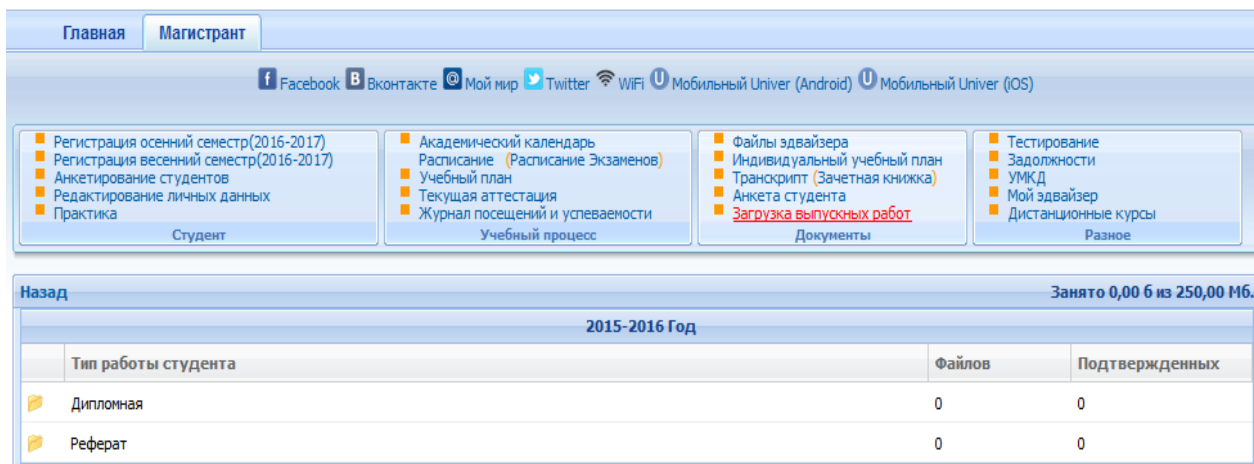 Главная Магистрант
Facebook Вконтакте Мой мир Twitter WiFi Мобильный Univer (Android) Мобильный Univer (iOS)
Регистрация осенний семестр(2016-2017)
Регистрация весенний семестр(2016-2017)
Анкетирование студентов
Редактирование личных данных
Практика
Студент
Академический календарь
Расписание (Расписание Экзаменов)
Учебный план
Текущая аттестация
Журнал посещений и успеваемости
Учебный процесс
Файлы эдвайзера
Индивидуальный учебный план
Транскрипт (Зачетная книжка)
Анкета студента
Загрузка выпускных работ
Документы
Тестирование
Задолжности
УМКД
Мой эдвайзер
Дистанционные курсы
Разное
Назад Занято 0,00 б из 250,00 Мб.
2015-2016 Год
Тип работы студента Файлов Подтвержденных
Дипломная 0 0
Реферат 0 0